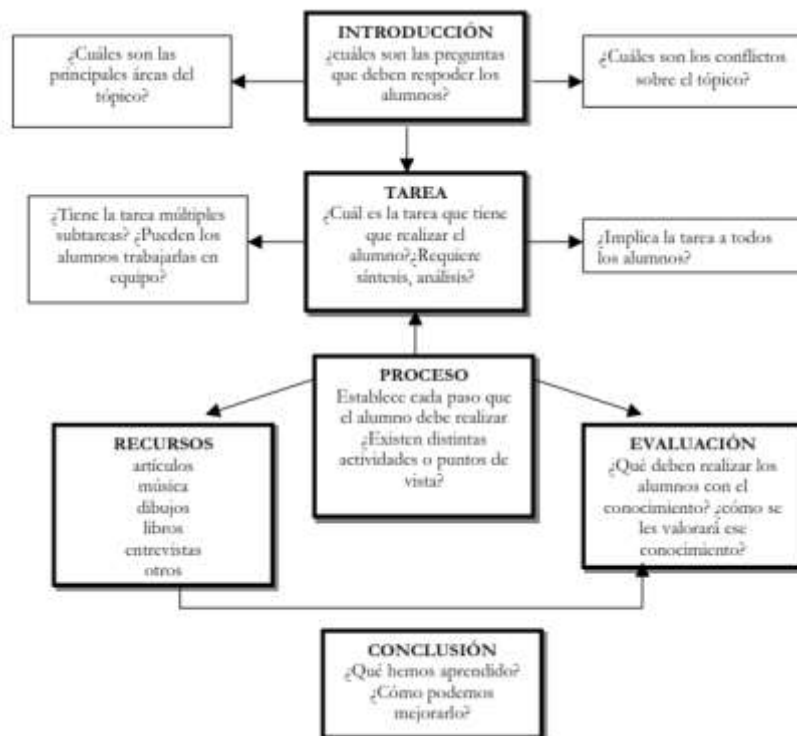 INTRODUCCIÓN
¿cuáles son las preguntas
que deben respoder los
alumnos?
¿Cuáles son las
principales áreas del
tópico?
¿Cuáles son los conflictos
sobre el tópico?
TAREA
¿Cuál es la tarea que tiene
que realizar el
alumno?¿Requiere
síntesis, análisis?
¿Tiene la tarea múltiples
subtareas? ¿Pueden los
alumnos trabajarlas en
equipo?
¿Implica la tarea a todos
los alumnos?
PROCESO
Establece cada paso que
el alumno debe realizar
¿Existen distintas
actividades o puntos de
vista?
RECURSOS
artículos
música
dibujos
libros
entrevistas
otros
EVALUACIÓN
¿Qué deben realizar los
alumnos con el
conocimiento? ¿cómo se
les valorará ese
conocimiento?
CONCLUSIÓN
¿Qué hemos aprendido?
¿Cómo podemos
mejorarlo?